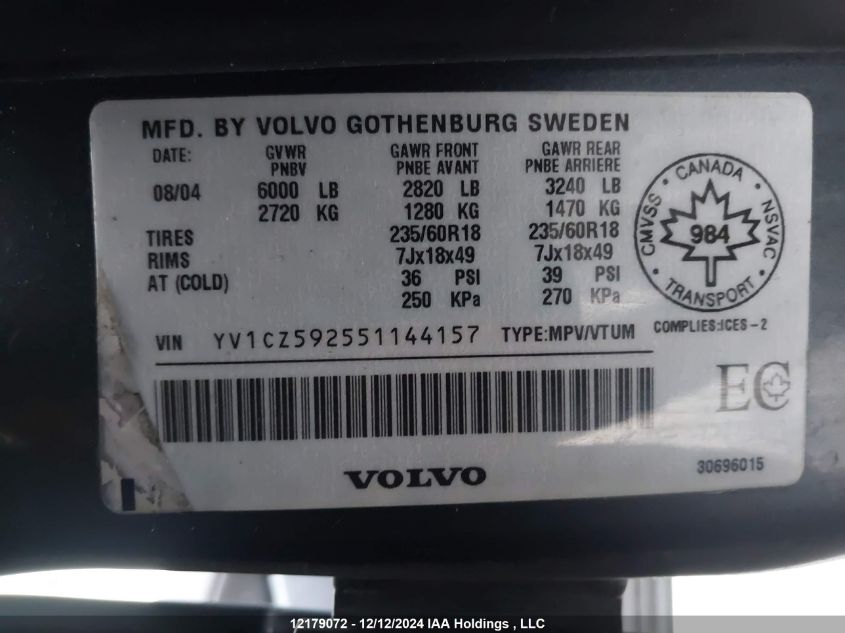 MFD. BY VOLVO GOTHENBURG SWEDEN
DATE: GVWR GAWR FRONT GAWR REAR
PNBV PNBE AVANT PNBE ARRIERE
08/04 6000 LB 2820 LB 3240 LB
2720 KG 1280 KG 1470 KG
TIRES 235/60R18 235/60R18
RIMS 7Jx18x49 7Jx18x49
AT (COLD) 36 PSI 39 PSI
250 KPa 270 KPa
CMVSS • CANADA • NSVAC • TRANSPORT •
984
VIN YV1CZ592551144157 TYPE:MPV/VTUM COMPLIES:ICES-2
EC
VOLVO 30696015
12179072 - 12/12/2024 IAA Holdings , LLC